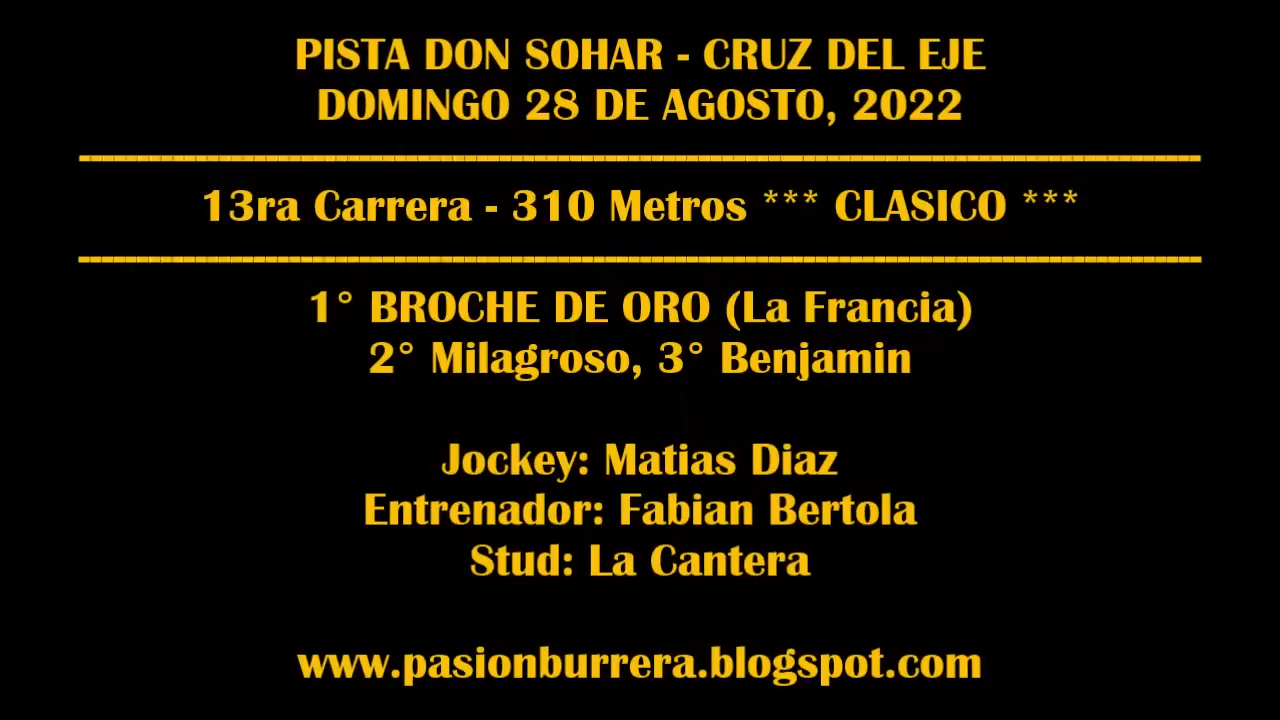 PISTA DON SOHAR - CRUZ DEL EJE
DOMINGO 28 DE AGOSTO, 2022
13ra Carrera - 310 Metros *** CLASICO ***
1° BROCHE DE ORO (La Francia)
2° Milagroso, 3° Benjamin
Jockey: Matias Diaz
Entrenador: Fabian Bertola
Stud: La Cantera
www.pasionburrera.blogspot.com